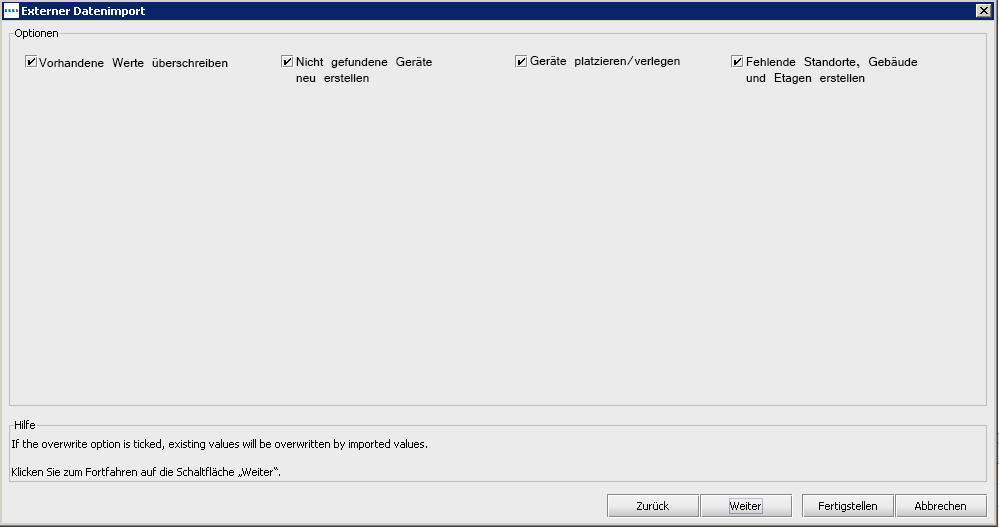 Externer Datenimport
Optionen
Vorhandene Werte überschreiben
Nicht gefundene Geräte
neu erstellen
Geräte platzieren/verlegen
Fehlende Standorte, Gebäude
und Etagen erstellen
Hilfe
If the overwrite option is ticked, existing values will be overwritten by imported values.
Klicken Sie zum Fortfahren auf die Schaltfläche „Weiter“.
Zurück
Weiter
Fertigstellen
Abbrechen